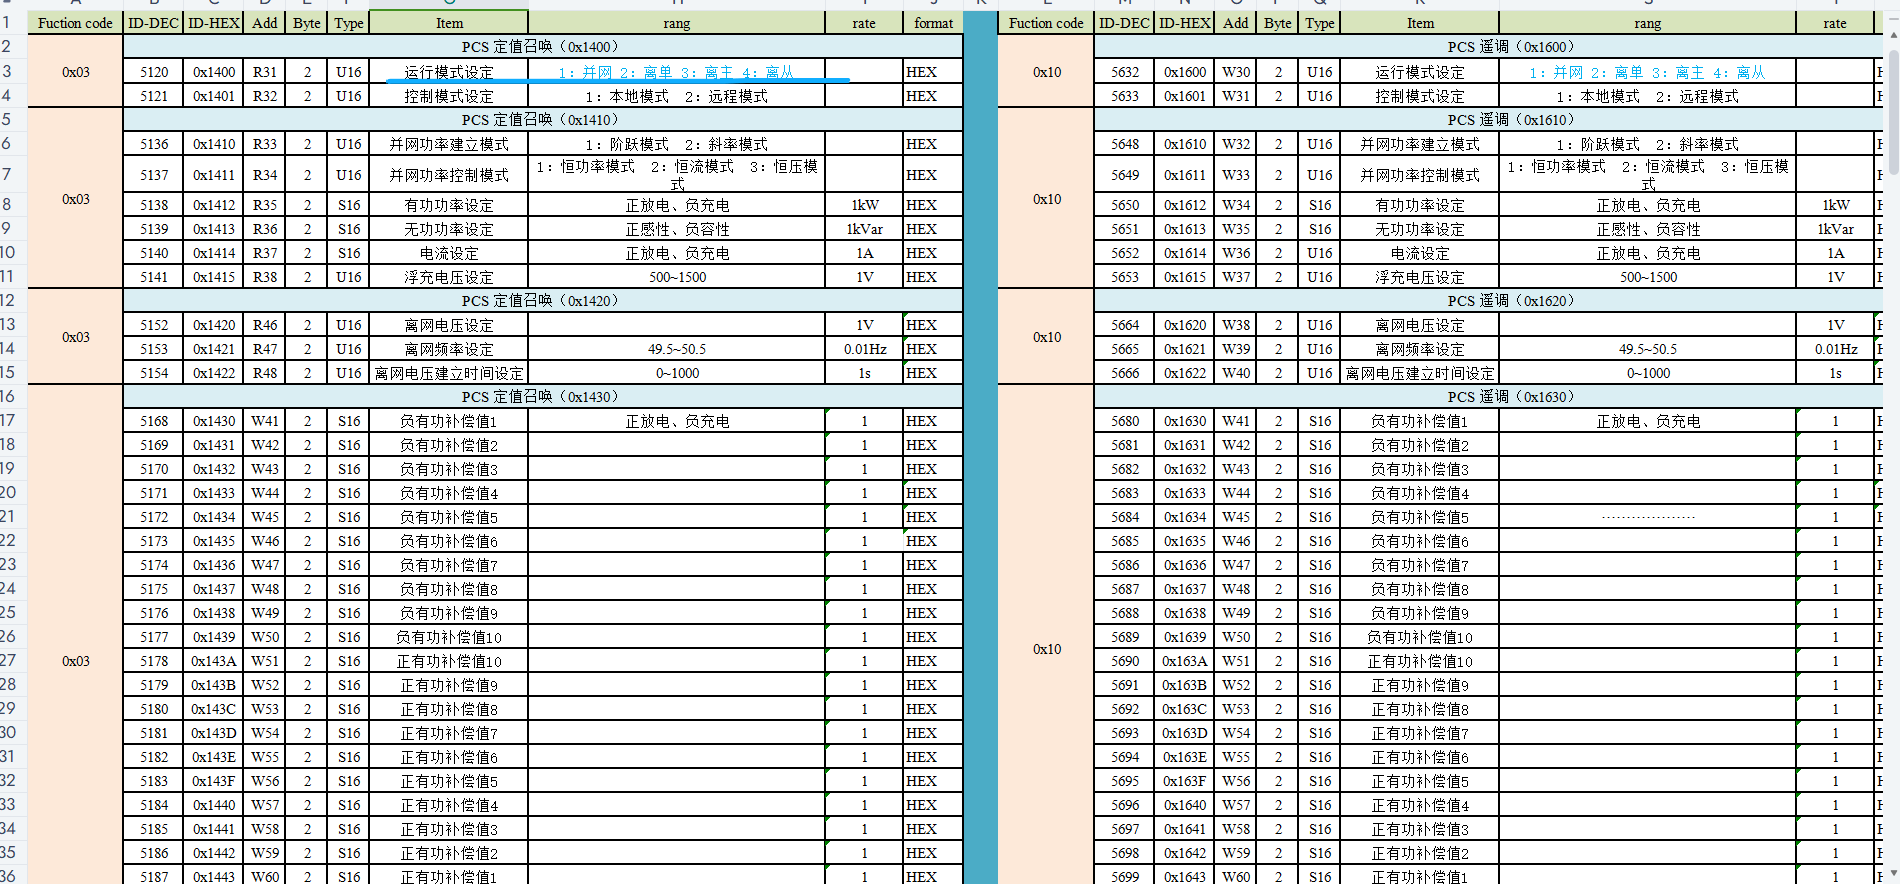 1 Fuction code ID-DEC ID-HEX Add Byte Type Item rang rate format Fuction code ID-DEC ID-HEX Add Byte Type Item rang rate
2 PCS 定值召唤（0x1400） PCS 遥调（0x1600）
3 0x03 5120 0x1400 R31 2 U16 运行模式设定 1：并网 2：离单 3：离主 4：离从 HEX 0x10 5632 0x1600 W30 2 U16 运行模式设定 1：并网 2：离单 3：离主 4：离从
4 5121 0x1401 R32 2 U16 控制模式设定 1：本地模式 2：远程模式 HEX 5633 0x1601 W31 2 U16 控制模式设定 1：本地模式 2：远程模式
5 PCS 定值召唤（0x1410） PCS 遥调（0x1610）
6 5136 0x1410 R33 2 U16 并网功率建立模式 1：阶跃模式 2：斜率模式 HEX 5648 0x1610 W32 2 U16 并网功率建立模式 1：阶跃模式 2：斜率模式
7 5137 0x1411 R34 2 U16 并网功率控制模式 1：恒功率模式 2：恒流模式 3：恒压模式 HEX 5649 0x1611 W33 2 U16 并网功率控制模式 1：恒功率模式 2：恒流模式 3：恒压模式
8 0x03 5138 0x1412 R35 2 S16 有功功率设定 正放电、负充电 1kW HEX 0x10 5650 0x1612 W34 2 S16 有功功率设定 正放电、负充电 1kW
9 5139 0x1413 R36 2 S16 无功功率设定 正感性、负容性 1kVar HEX 5651 0x1613 W35 2 S16 无功功率设定 正感性、负容性 1kVar
10 5140 0x1414 R37 2 S16 电流设定 正放电、负充电 1A HEX 5652 0x1614 W36 2 U16 电流设定 正放电、负充电 1A
11 5141 0x1415 R38 2 U16 浮充电压设定 500~1500 1V HEX 5653 0x1615 W37 2 U16 浮充电压设定 500~1500 1V
12 PCS 定值召唤（0x1420） PCS 遥调（0x1620）
13 5152 0x1420 R46 2 U16 离网电压设定 1V HEX 5664 0x1620 W38 2 U16 离网电压设定 1V
14 0x03 5153 0x1421 R47 2 U16 离网频率设定 49.5~50.5 0.01Hz HEX 0x10 5665 0x1621 W39 2 U16 离网频率设定 49.5~50.5 0.01Hz
15 5154 0x1422 R48 2 U16 离网电压建立时间设定 0~1000 1s HEX 5666 0x1622 W40 2 U16 离网电压建立时间设定 0~1000 1s
16 PCS 定值召唤（0x1430） PCS 遥调（0x1630）
17 5168 0x1430 W41 2 S16 负有功补偿值1 正放电、负充电 1 HEX 5680 0x1630 W41 2 S16 负有功补偿值1 正放电、负充电 1
18 5169 0x1431 W42 2 S16 负有功补偿值2 1 HEX 5681 0x1631 W42 2 S16 负有功补偿值2 1
19 5170 0x1432 W43 2 S16 负有功补偿值3 1 HEX 5682 0x1632 W43 2 S16 负有功补偿值3 1
20 5171 0x1433 W44 2 S16 负有功补偿值4 1 HEX 5683 0x1633 W44 2 S16 负有功补偿值4 1
21 5172 0x1434 W45 2 S16 负有功补偿值5 1 HEX 5684 0x1634 W45 2 S16 负有功补偿值5 ------------------- 1
22 5173 0x1435 W46 2 S16 负有功补偿值6 1 HEX 5685 0x1635 W46 2 S16 负有功补偿值6 1
23 5174 0x1436 W47 2 S16 负有功补偿值7 1 HEX 5686 0x1636 W47 2 S16 负有功补偿值7 1
24 5175 0x1437 W48 2 S16 负有功补偿值8 1 HEX 5687 0x1637 W48 2 S16 负有功补偿值8 1
25 5176 0x1438 W49 2 S16 负有功补偿值9 1 HEX 5688 0x1638 W49 2 S16 负有功补偿值9 1
26 5177 0x1439 W50 2 S16 负有功补偿值10 1 HEX 5689 0x1639 W50 2 S16 负有功补偿值10 1
27 0x03 5178 0x143A W51 2 S16 正有功补偿值10 1 HEX 0x10 5690 0x163A W51 2 S16 正有功补偿值10 1
28 5179 0x143B W52 2 S16 正有功补偿值9 1 HEX 5691 0x163B W52 2 S16 正有功补偿值9 1
29 5180 0x143C W53 2 S16 正有功补偿值8 1 HEX 5692 0x163C W53 2 S16 正有功补偿值8 1
30 5181 0x143D W54 2 S16 正有功补偿值7 1 HEX 5693 0x163D W54 2 S16 正有功补偿值7 1
31 5182 0x143E W55 2 S16 正有功补偿值6 1 HEX 5694 0x163E W55 2 S16 正有功补偿值6 1
32 5183 0x143F W56 2 S16 正有功补偿值5 1 HEX 5695 0x163F W56 2 S16 正有功补偿值5 1
33 5184 0x1440 W57 2 S16 正有功补偿值4 1 HEX 5696 0x1640 W57 2 S16 正有功补偿值4 1
34 5185 0x1441 W58 2 S16 正有功补偿值3 1 HEX 5697 0x1641 W58 2 S16 正有功补偿值3 1
35 5186 0x1442 W59 2 S16 正有功补偿值2 1 HEX 5698 0x1642 W59 2 S16 正有功补偿值2 1
36 5187 0x1443 W60 2 S16 正有功补偿值1 1 HEX 5699 0x1643 W60 2 S16 正有功补偿值1 1